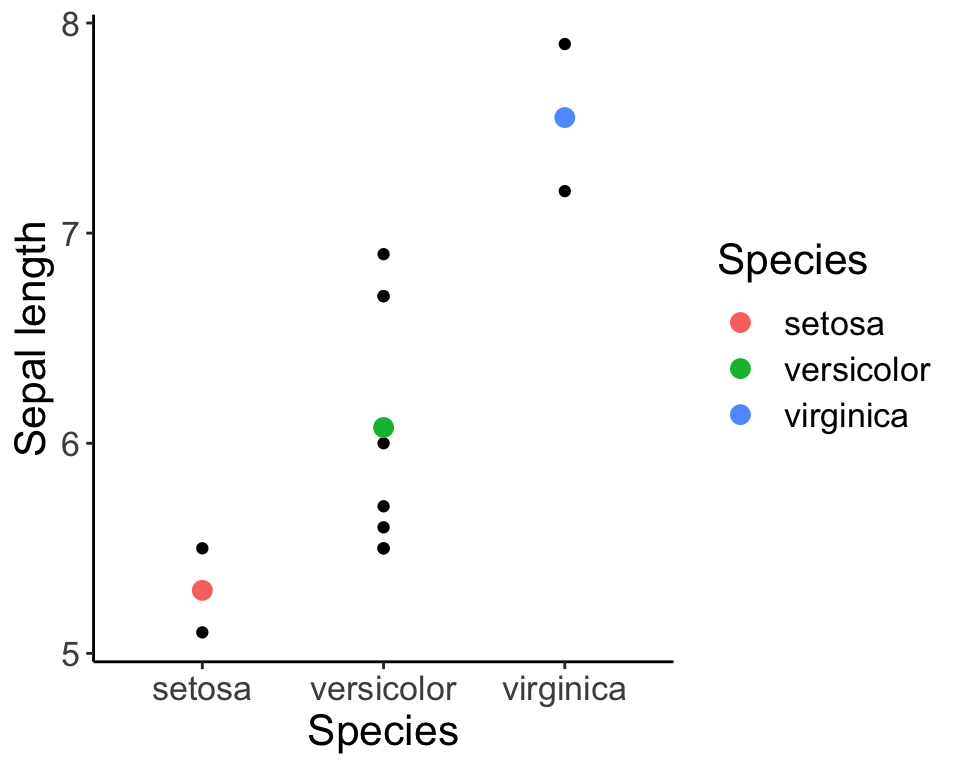 8
7
6
5
Sepal length
setosa versicolor virginica
Species
Species
setosa
versicolor
virginica